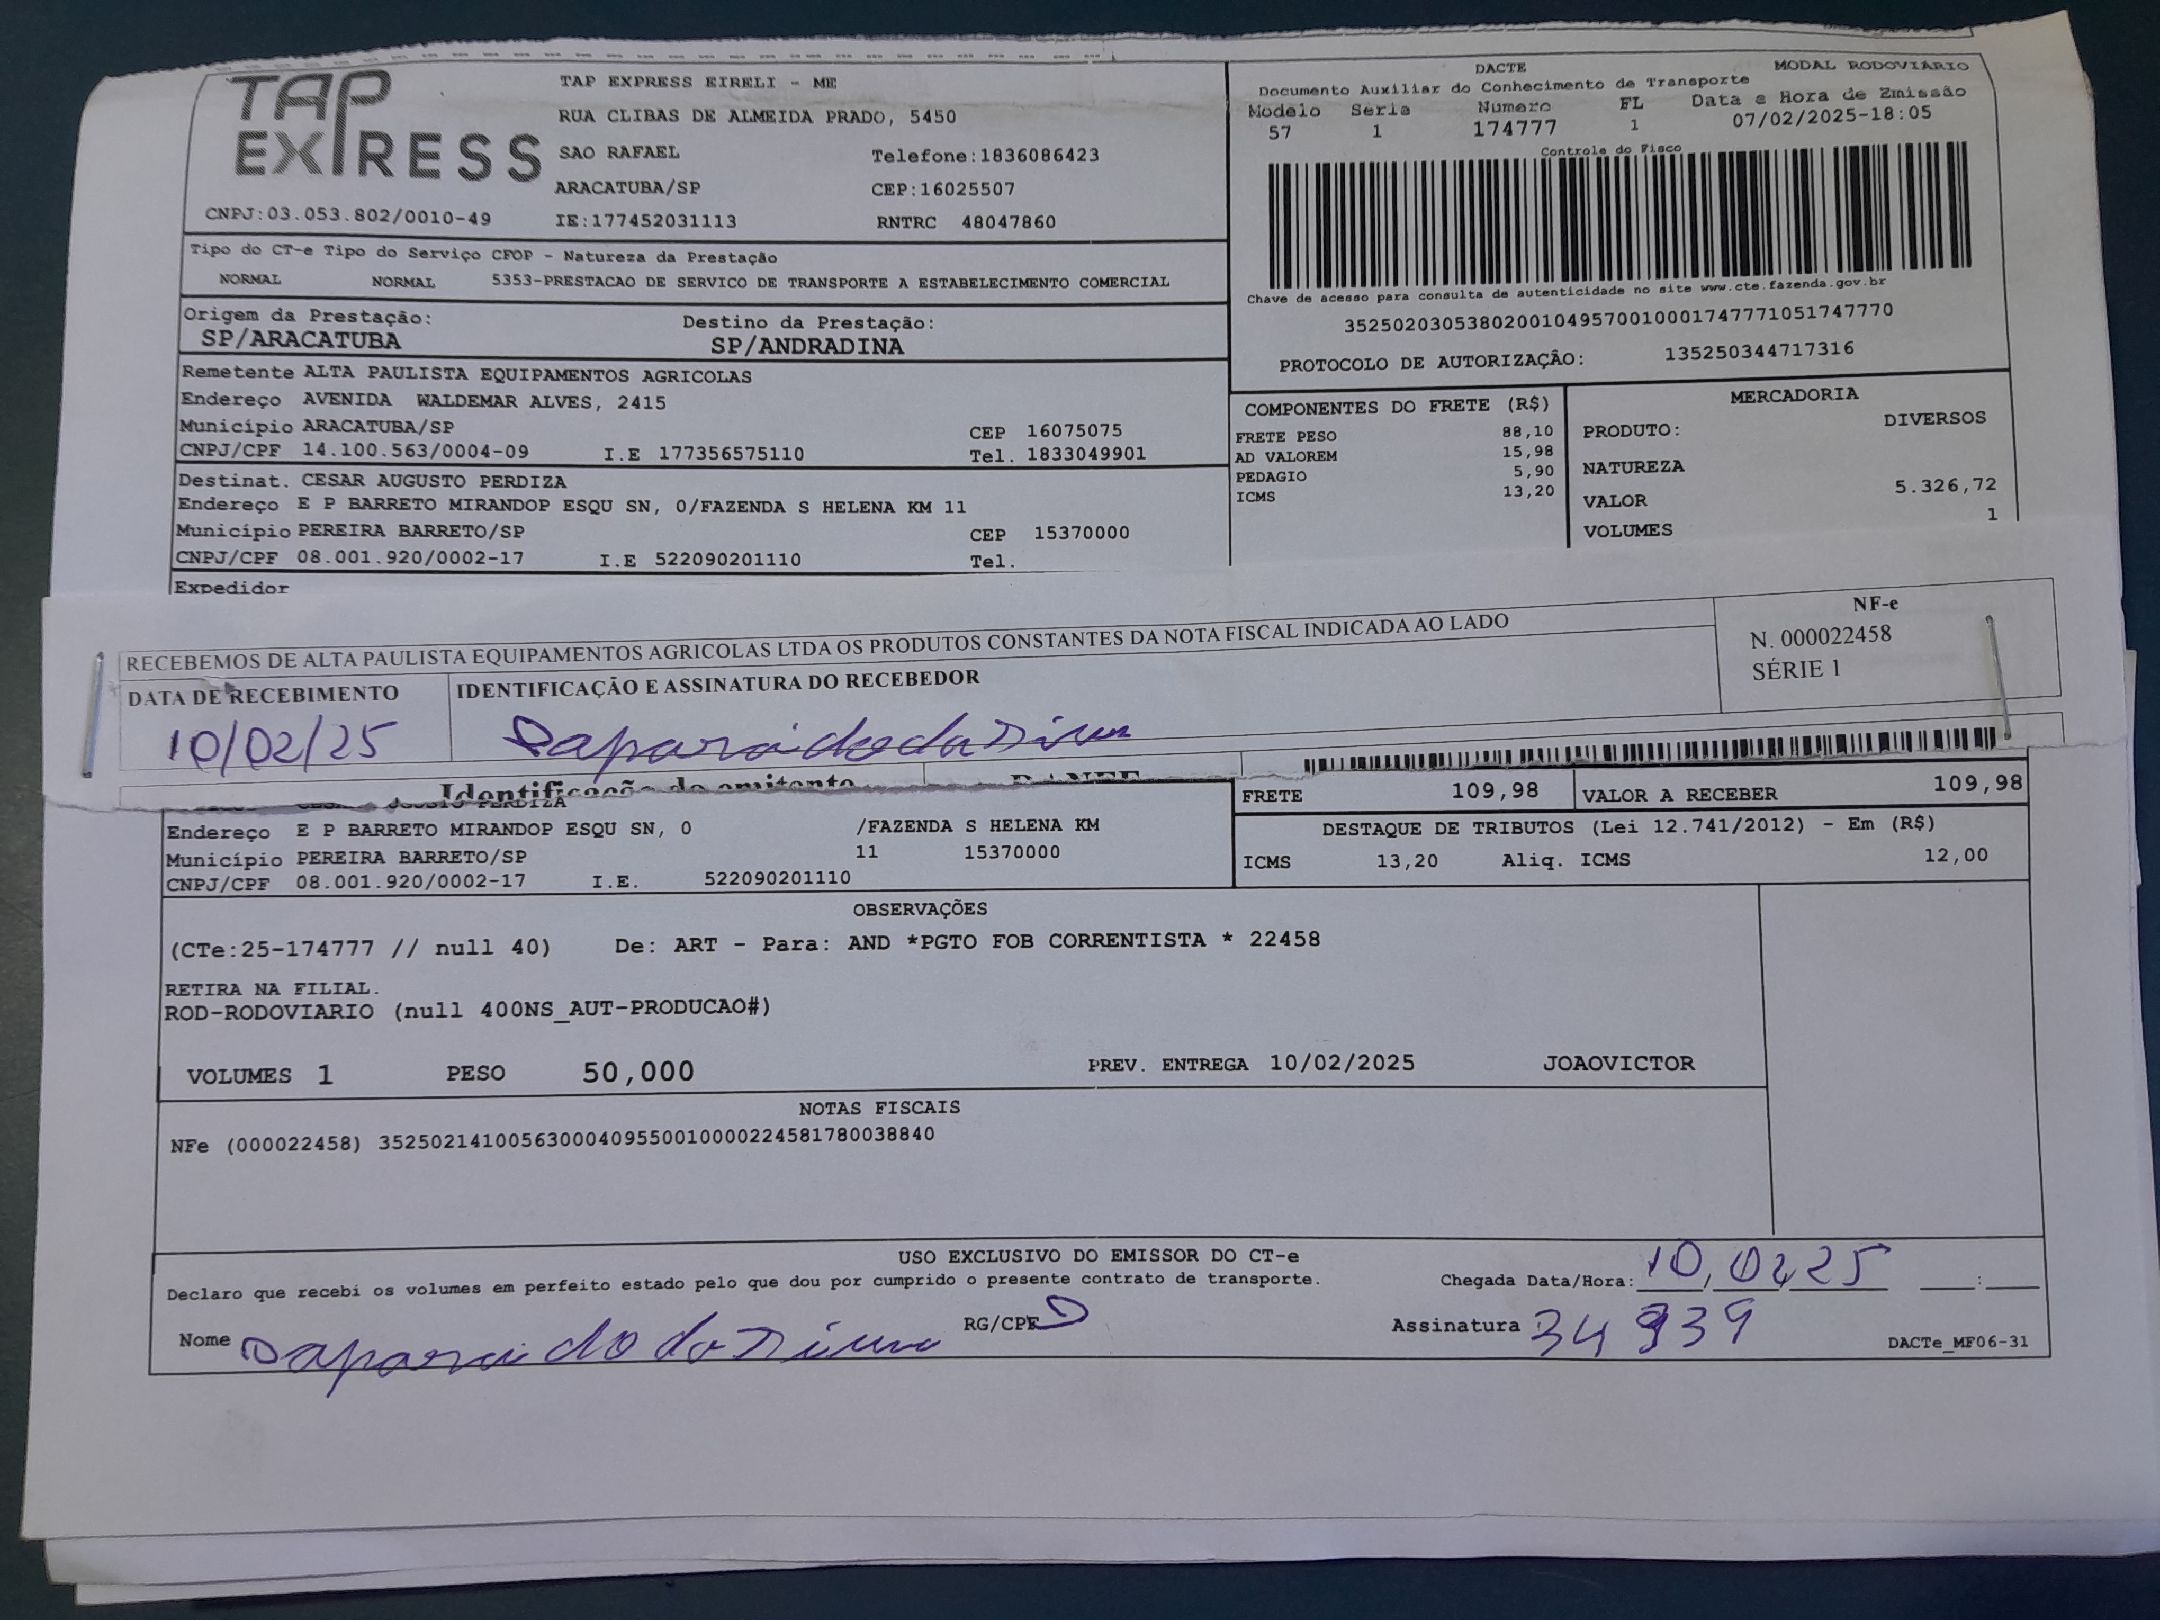 TAP EXPRESS
TAP EXPRESS EIRELI - ME
RUA CLIBAS DE ALMEIDA PRADO, 5450
SAO RAFAEL Telefone:1836086423
ARACATUBA/SP CEP:16025507
CNPJ:03.053.802/0010-49 IE:177452031113 RNTRC 48047860
DACTE MODAL RODOVIÁRIO
Documento Auxiliar do Conhecimento de Transporte
Modelo Serie Numero FL Data e Hora de Emissão
57 1 174777 1 07/02/2025-18:05
Controle do Fisco
Chave de acesso para consulta de autenticidade no site www.cte.fazenda.gov.br
35250203053802001049570010001747771051747770
PROTOCOLO DE AUTORIZAÇÃO: 135250344717316
Tipo do CT-e Tipo do Serviço CFOP - Natureza da Prestação
NORMAL NORMAL 5353-PRESTACAO DE SERVICO DE TRANSPORTE A ESTABELECIMENTO COMERCIAL
Origem da Prestação: Destino da Prestação:
SP/ARACATUBA SP/ANDRADINA
Remetente ALTA PAULISTA EQUIPAMENTOS AGRICOLAS
Endereço AVENIDA WALDEMAR ALVES, 2415
Município ARACATUBA/SP CEP 16075075
CNPJ/CPF 14.100.563/0004-09 I.E 177356575110 Tel. 1833049901
Destinat. CESAR AUGUSTO PERDIZA
Endereço E P BARRETO MIRANDOP ESQU SN, 0/FAZENDA S HELENA KM 11
Município PEREIRA BARRETO/SP CEP 15370000
CNPJ/CPF 08.001.920/0002-17 I.E 522090201110 Tel.
Expedidor
COMPONENTES DO FRETE (R$)
FRETE PESO 88,10
AD VALOREM 15,98
PEDAGIO 5,90
ICMS 13,20
MERCADORIA
PRODUTO: DIVERSOS
NATUREZA
VALOR 5.326,72
VOLUMES 1
RECEBEMOS DE ALTA PAULISTA EQUIPAMENTOS AGRICOLAS LTDA OS PRODUTOS CONSTANTES DA NOTA FISCAL INDICADA AO LADO
NF-e
N. 000022458
SÉRIE 1
DATA DE RECEBIMENTO IDENTIFICAÇÃO E ASSINATURA DO RECEBEDOR
10/02/25
Identificação do emitente DANFE
PERDIZA
FRETE 109,98 VALOR A RECEBER 109,98
Endereço E P BARRETO MIRANDOP ESQU SN, 0 /FAZENDA S HELENA KM
Município PEREIRA BARRETO/SP 11 15370000
CNPJ/CPF 08.001.920/0002-17 I.E. 522090201110
DESTAQUE DE TRIBUTOS (Lei 12.741/2012) - Em (R$)
ICMS 13,20 Aliq. ICMS 12,00
OBSERVAÇÕES
(CTe:25-174777 // null 40) De: ART - Para: AND *PGTO FOB CORRENTISTA * 22458
RETIRA NA FILIAL.
ROD-RODOVIARIO (null 400NS_AUT-PRODUCAO#)
VOLUMES 1 PESO 50,000 PREV. ENTREGA 10/02/2025 JOAOVICTOR
NOTAS FISCAIS
NFe (000022458) 35250214100563000409550010000224581780038840
USO EXCLUSIVO DO EMISSOR DO CT-e
Declaro que recebi os volumes em perfeito estado pelo que dou por cumprido o presente contrato de transporte. Chegada Data/Hora: 10,02 25 :
Nome RG/CPF Assinatura 34 939 DACTe_MF06-31